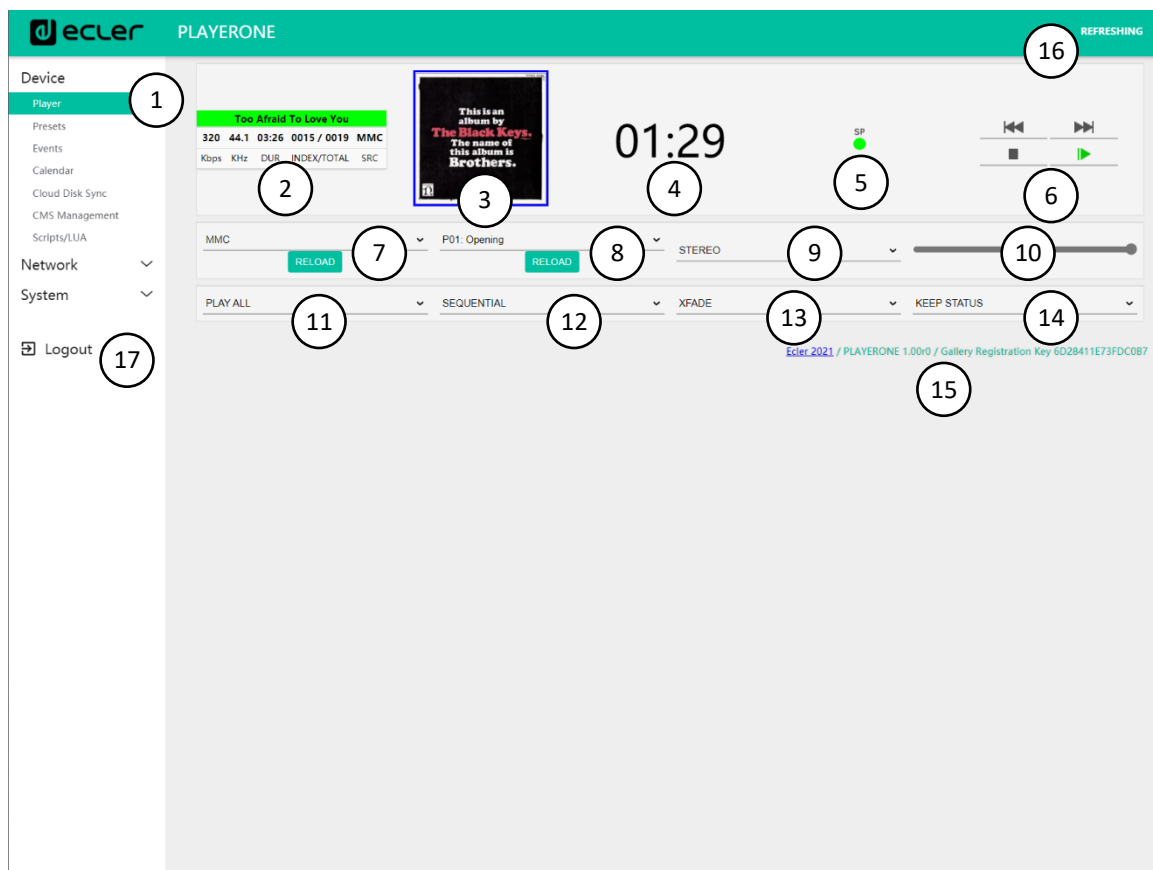 ecler PLAYERONE REFRESHING
16
Device
Player
1
Presets
Events
Calendar
Cloud Disk Sync
CMS Management
Scripts/LUA
Network
System
Logout
17
Too Afraid To Love You
320 44.1 03:26 0015 / 0019 MMC
Kbps KHz DUR INDEX/TOTAL SRC
2
This is an
album by
The Black Keys.
The name of
this album is
Brothers.
3
01:29
4
SP
5
6
MMC
RELOAD
7
P01: Opening
RELOAD
8
STEREO
9
10
PLAY ALL
11
SEQUENTIAL
12
XFADE
13
KEEP STATUS
14
Ecler 2021 / PLAYERONE 1.00r0 / Gallery Registration Key 6D28411E73FDC0B7
15